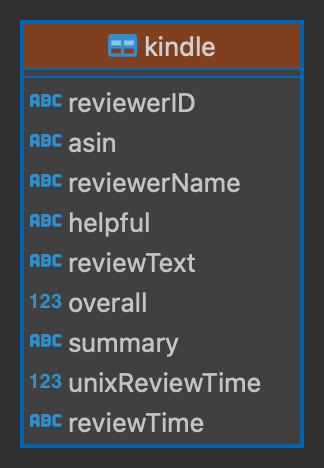 kindle
ABC reviewerID
ABC asin
ABC reviewerName
ABC helpful
ABC reviewText
123 overall
ABC summary
123 unixReviewTime
ABC reviewTime